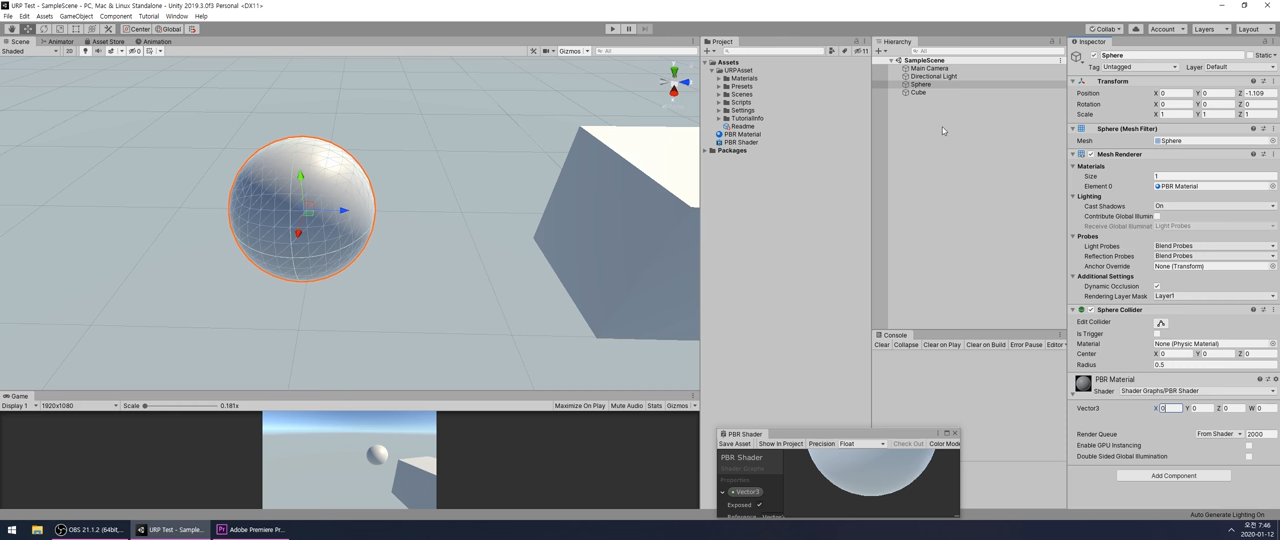 URP Test - SampleScene - PC, Mac & Linux Standalone - Unity 2019.3.0f3 Personal <DX11>
File Edit Assets GameObject Component Tutorial Window Help
Center Global Collab Account Layers Layout
Scene Animator Asset Store Animation
Shaded 2D 0 Gizmos All
Project
11
Assets
URPAsset
Materials
Presets
Scenes
Scripts
Settings
TutorialInfo
Readme
PBR Material
PBR Shader
Packages
Hierarchy
All
SampleScene
Main Camera
Directional Light
Sphere
Cube
Console
Clear Collapse Clear on Play Clear on Build Error Pause Editor
Inspector
Sphere Static
Tag Untagged Layer Default
Transform
Position X 0 Y 0 Z -1.109
Rotation X 0 Y 0 Z 0
Scale X 1 Y 1 Z 1
Sphere (Mesh Filter)
Mesh Sphere
Mesh Renderer
Materials
Size 1
Element 0 PBR Material
Lighting
Cast Shadows On
Contribute Global Illumin
Receive Global Illuminati Light Probes
Probes
Light Probes Blend Probes
Reflection Probes Blend Probes
Anchor Override None (Transform)
Additional Settings
Dynamic Occlusion
Rendering Layer Mask Layer1
Sphere Collider
Edit Collider
Is Trigger
Material None (Physic Material)
Center X 0 Y 0 Z 0
Radius 0.5
PBR Material
Shader Shader Graphs/PBR Shader
Vector3 X 0 Y 0 Z 0 W 0
Render Queue From Shader 2000
Enable GPU Instancing
Double Sided Global Illumination
Add Component
Game
Display 1 1920x1080 Scale 0.181x Maximize On Play Mute Audio Stats Gizmos
PBR Shader
Save Asset Show In Project Precision Float Check Out Color Mode
PBR Shader
Shader Graphs
Properties
Vector3
Exposed
Auto Generate Lighting On
OBS 21.1.2 (64bit,... URP Test - Sample... Adobe Premiere Pr...
오전 7:46
2020-01-12